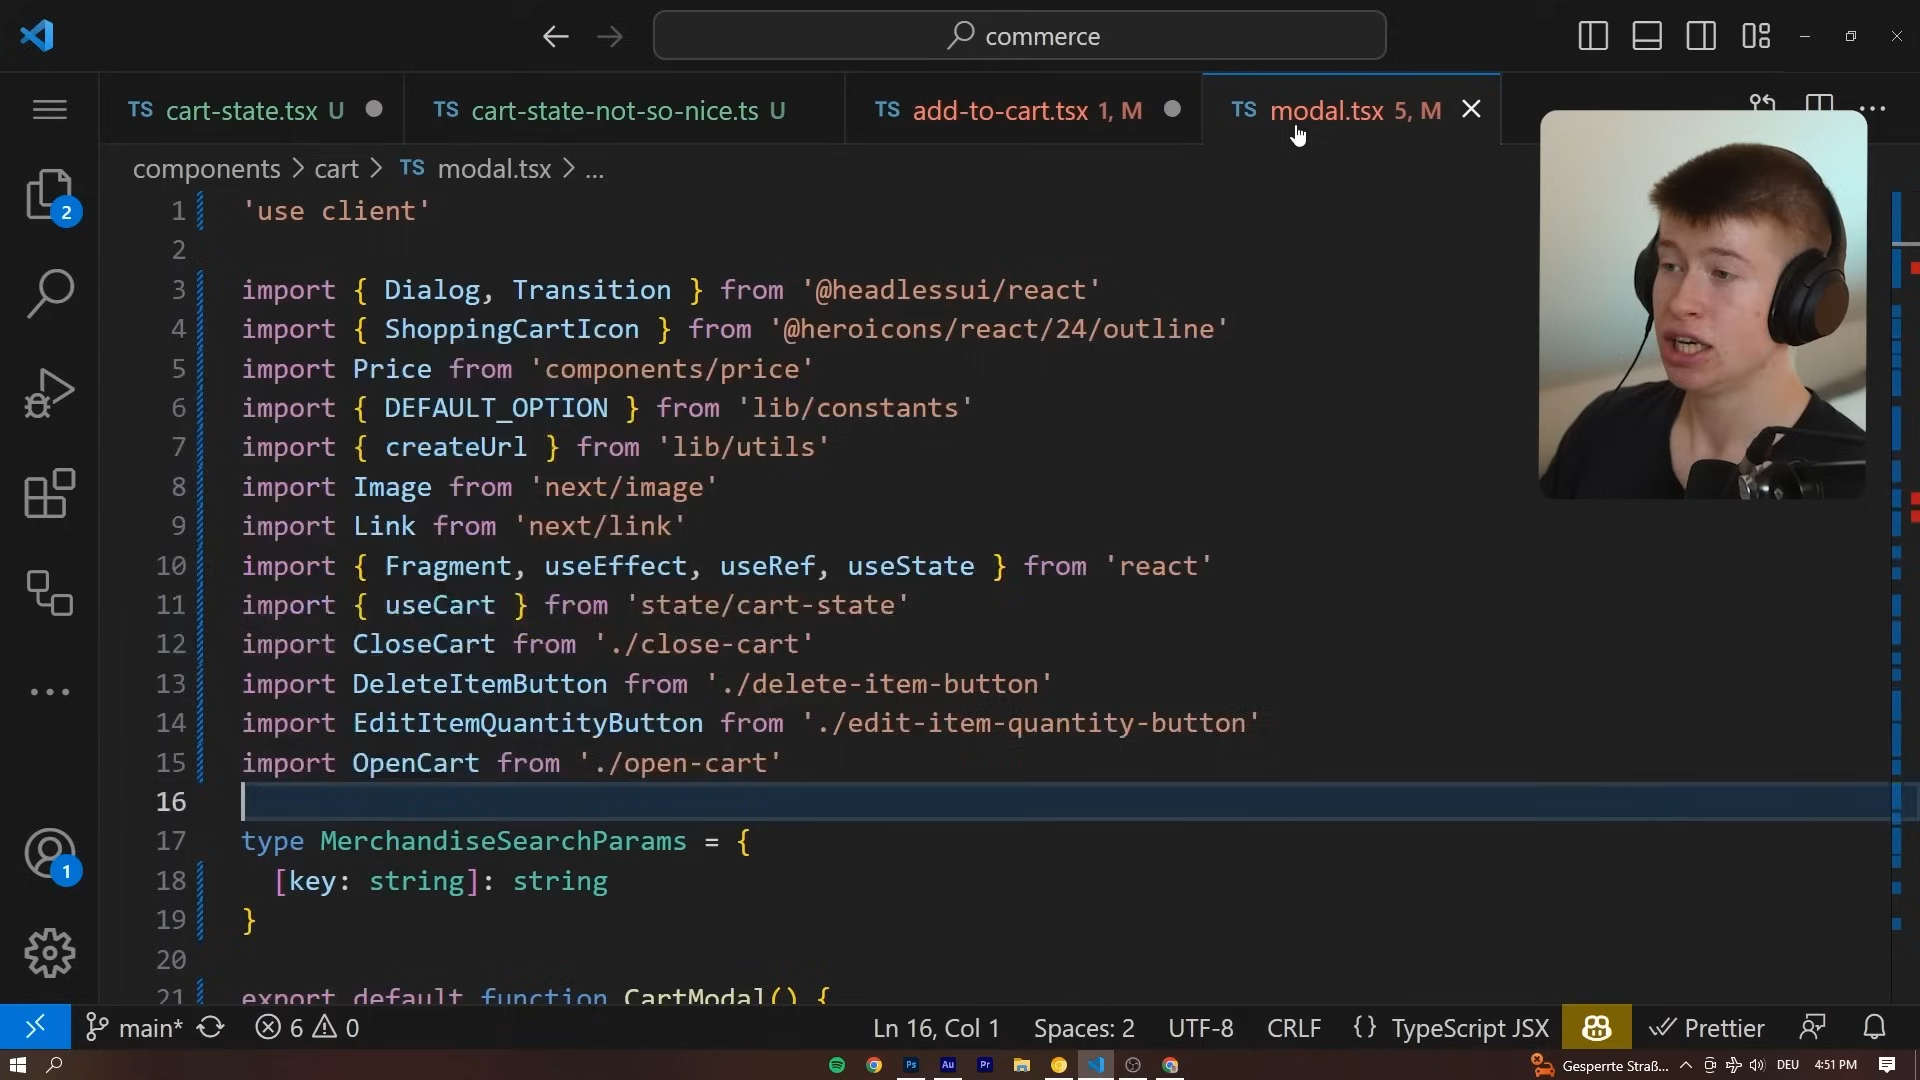 commerce
TS cart-state.tsx U
TS cart-state-not-so-nice.ts U
TS add-to-cart.tsx 1, M
TS modal.tsx 5, M
components > cart > TS modal.tsx > ...
1 'use client'
2
3 import { Dialog, Transition } from '@headlessui/react'
4 import { ShoppingCartIcon } from '@heroicons/react/24/outline'
5 import Price from 'components/price'
6 import { DEFAULT_OPTION } from 'lib/constants'
7 import { createUrl } from 'lib/utils'
8 import Image from 'next/image'
9 import Link from 'next/link'
10 import { Fragment, useEffect, useRef, useState } from 'react'
11 import { useCart } from 'state/cart-state'
12 import CloseCart from './close-cart'
13 import DeleteItemButton from './delete-item-button'
14 import EditItemQuantityButton from './edit-item-quantity-button'
15 import OpenCart from './open-cart'
16
17 type MerchandiseSearchParams = {
18 [key: string]: string
19 }
20
21 export default function CartModal() {
2
1
main* 6 0 Ln 16, Col 1 Spaces: 2 UTF-8 CRLF {} TypeScript JSX Prettier
Ps Au Pr Gesperrte Straß... DEU 4:51 PM